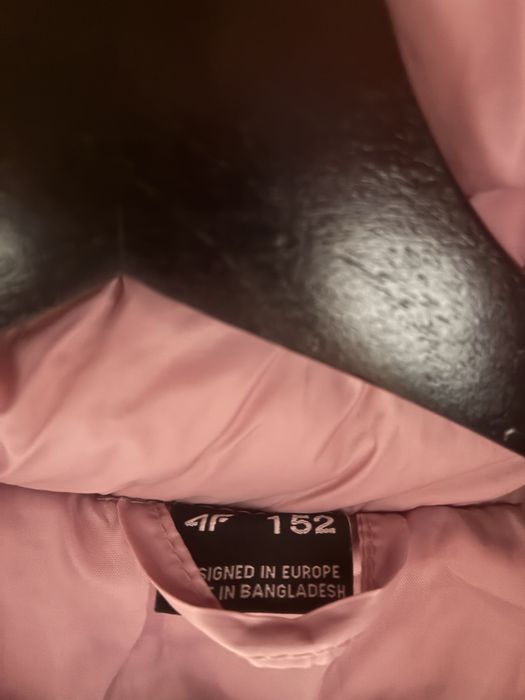 4F 152
SIGNED IN EUROPE
IN BANGLADESH